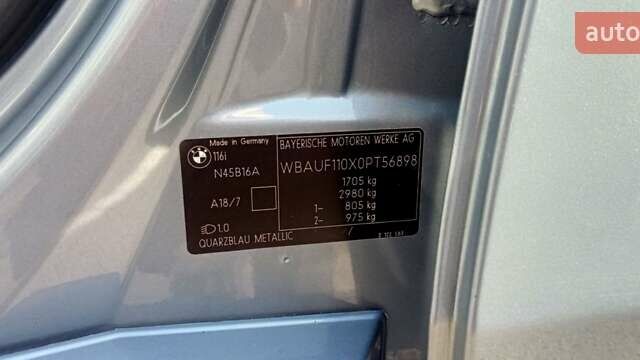 auto
Made in Germany
116i
N45B16A
A18/7
1.0
QUARZBLAU METALLIC /
BAYERISCHE MOTOREN WERKE AG
WBAUF110X0PT56898
1705 kg
2980 kg
1- 805 kg
2- 975 kg